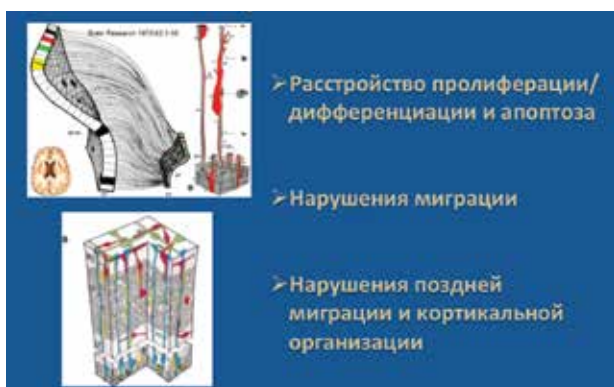 Расстройство пролиферации/
дифференциации и апоптоза
Нарушения миграции
Нарушения поздней
миграции и кортикальной
организации